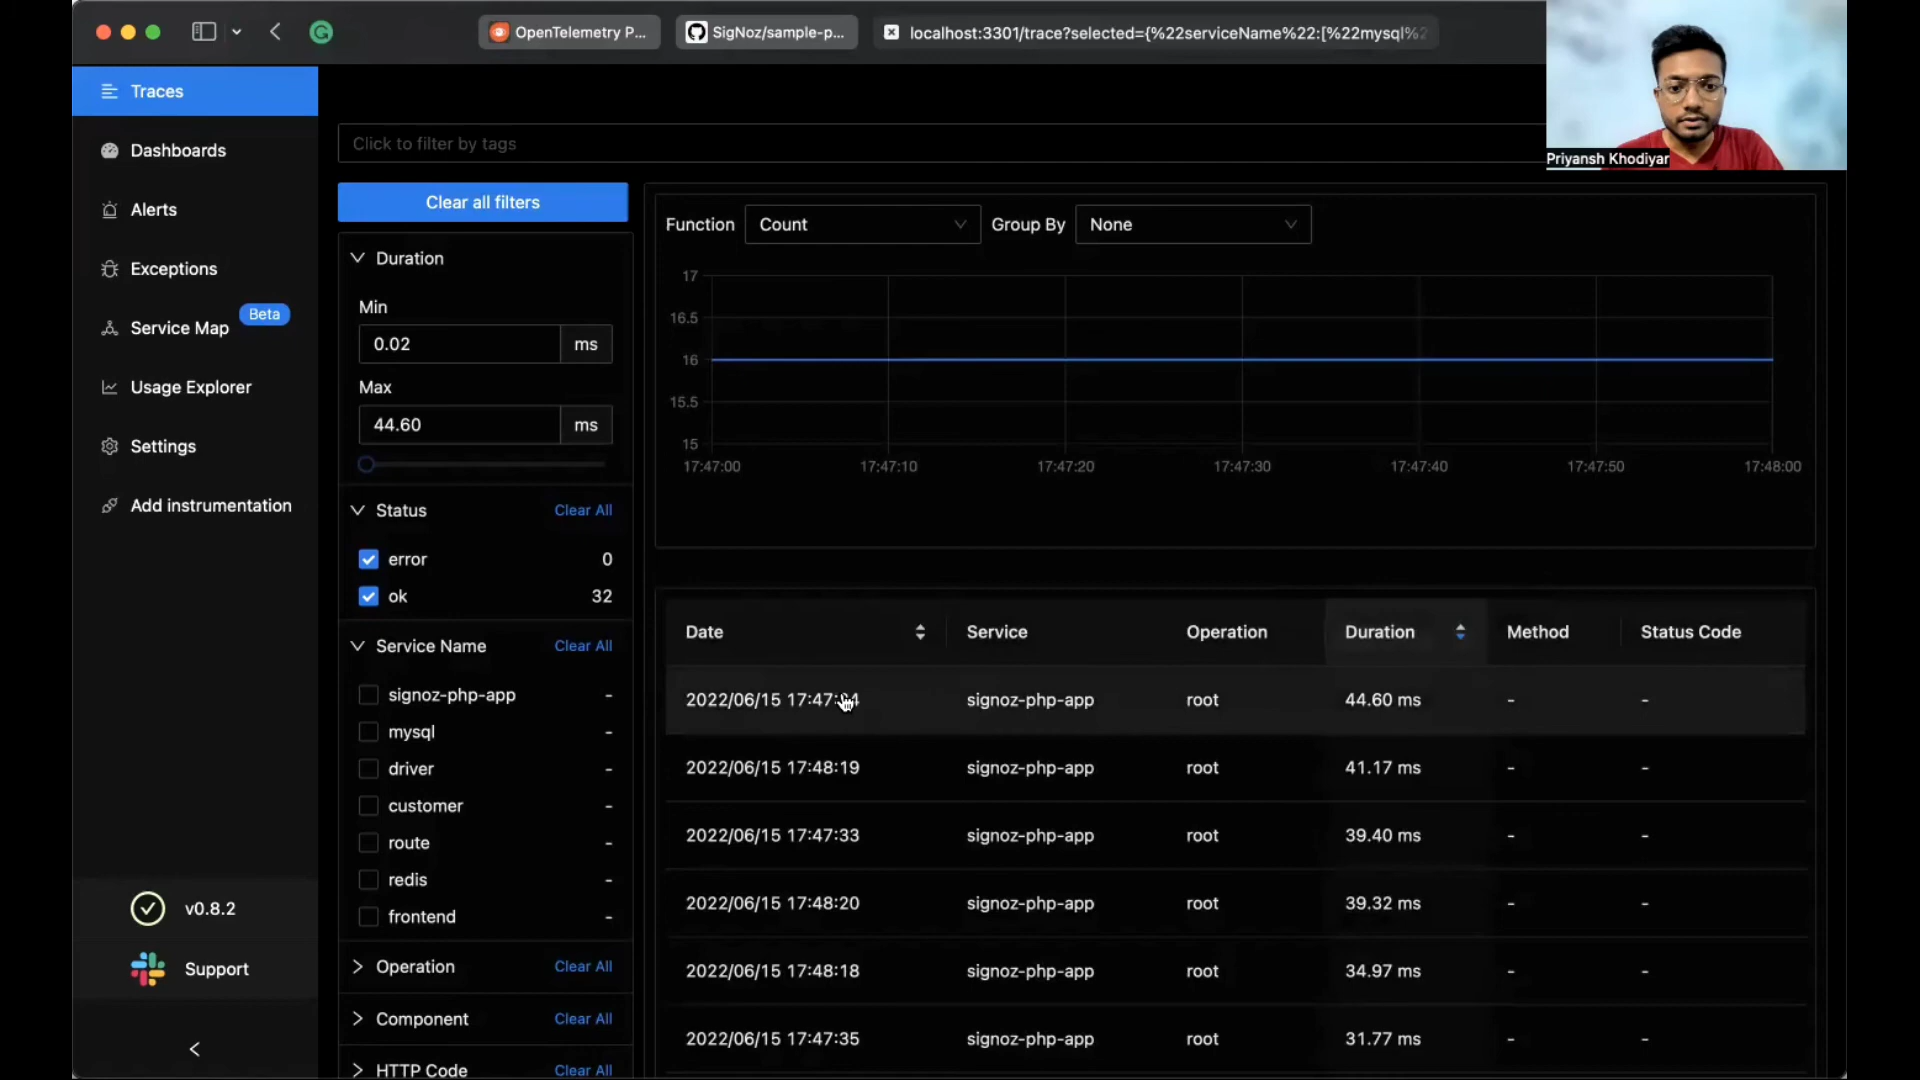 OpenTelemetry P...
SigNoz/sample-p...
localhost:3301/trace?selected={%22serviceName%22:[%22mysql%2
Priyansh Khodiyar
Traces
Dashboards
Alerts
Exceptions
Service Map
Beta
Usage Explorer
Settings
Add instrumentation
v0.8.2
Support
Click to filter by tags
Clear all filters
Duration
Min
0.02 ms
Max
44.60 ms
Status Clear All
error 0
ok 32
Service Name Clear All
signoz-php-app -
mysql -
driver -
customer -
route -
redis -
frontend -
Operation Clear All
Component Clear All
HTTP Code Clear All
Function Count Group By None
17
16.5
16
15.5
15
17:47:00 17:47:10 17:47:20 17:47:30 17:47:40 17:47:50 17:48:00
Date Service Operation Duration Method Status Code
2022/06/15 signoz-php-app root 44.60 ms - -
2022/06/15 17:48:19 signoz-php-app root 41.17 ms - -
2022/06/15 17:47:33 signoz-php-app root 39.40 ms - -
2022/06/15 17:48:20 signoz-php-app root 39.32 ms - -
2022/06/15 17:48:18 signoz-php-app root 34.97 ms - -
2022/06/15 17:47:35 signoz-php-app root 31.77 ms - -